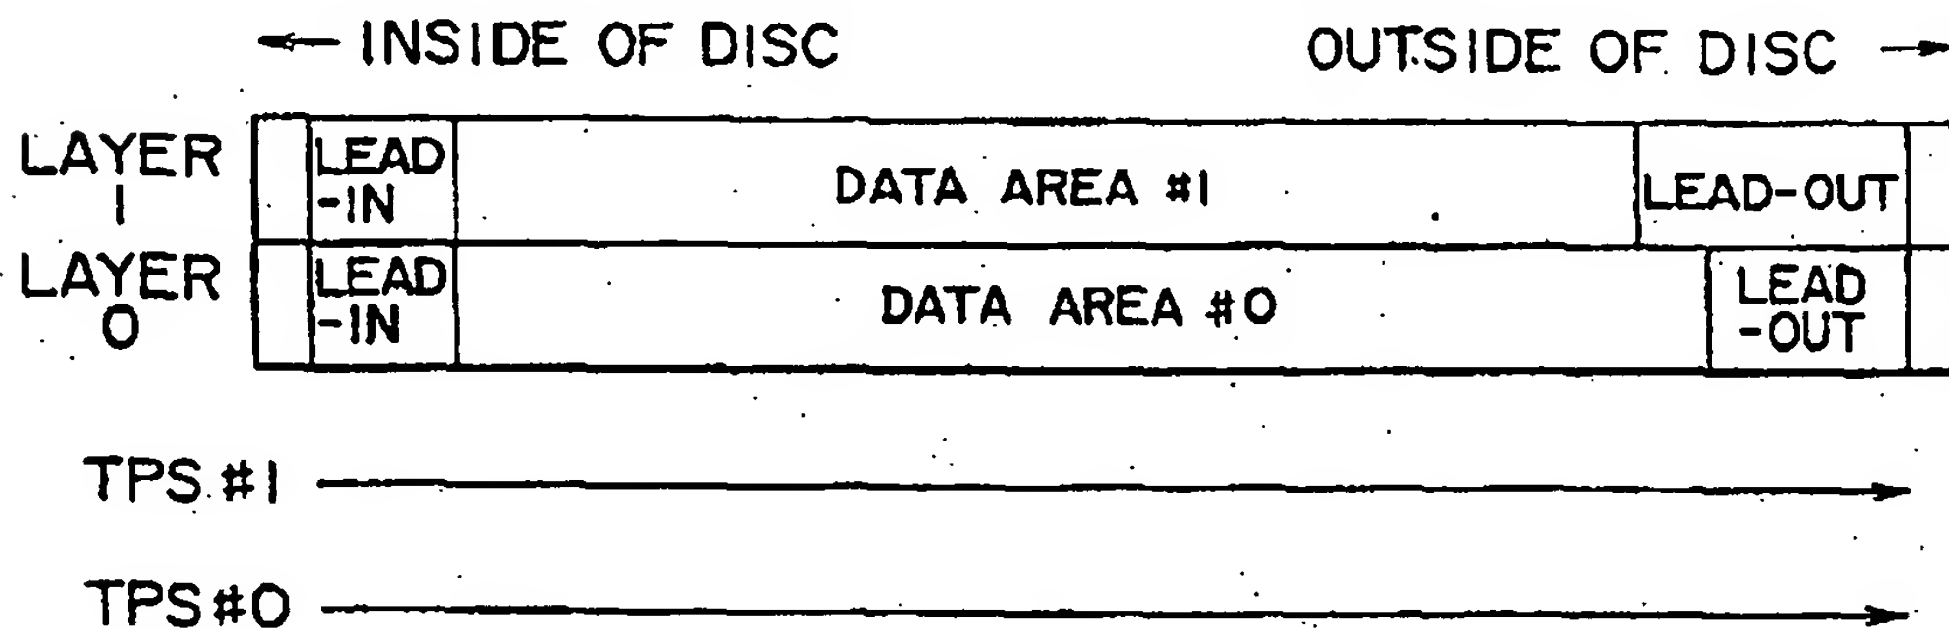 INSIDE OF DISC
OUTSIDE OF DISC
LAYER
1
LEAD
-IN
DATA AREA #1
LEAD-OUT
LAYER
0
LEAD
-IN
DATA AREA #0
LEAD
-OUT
TPS #1
TPS #0